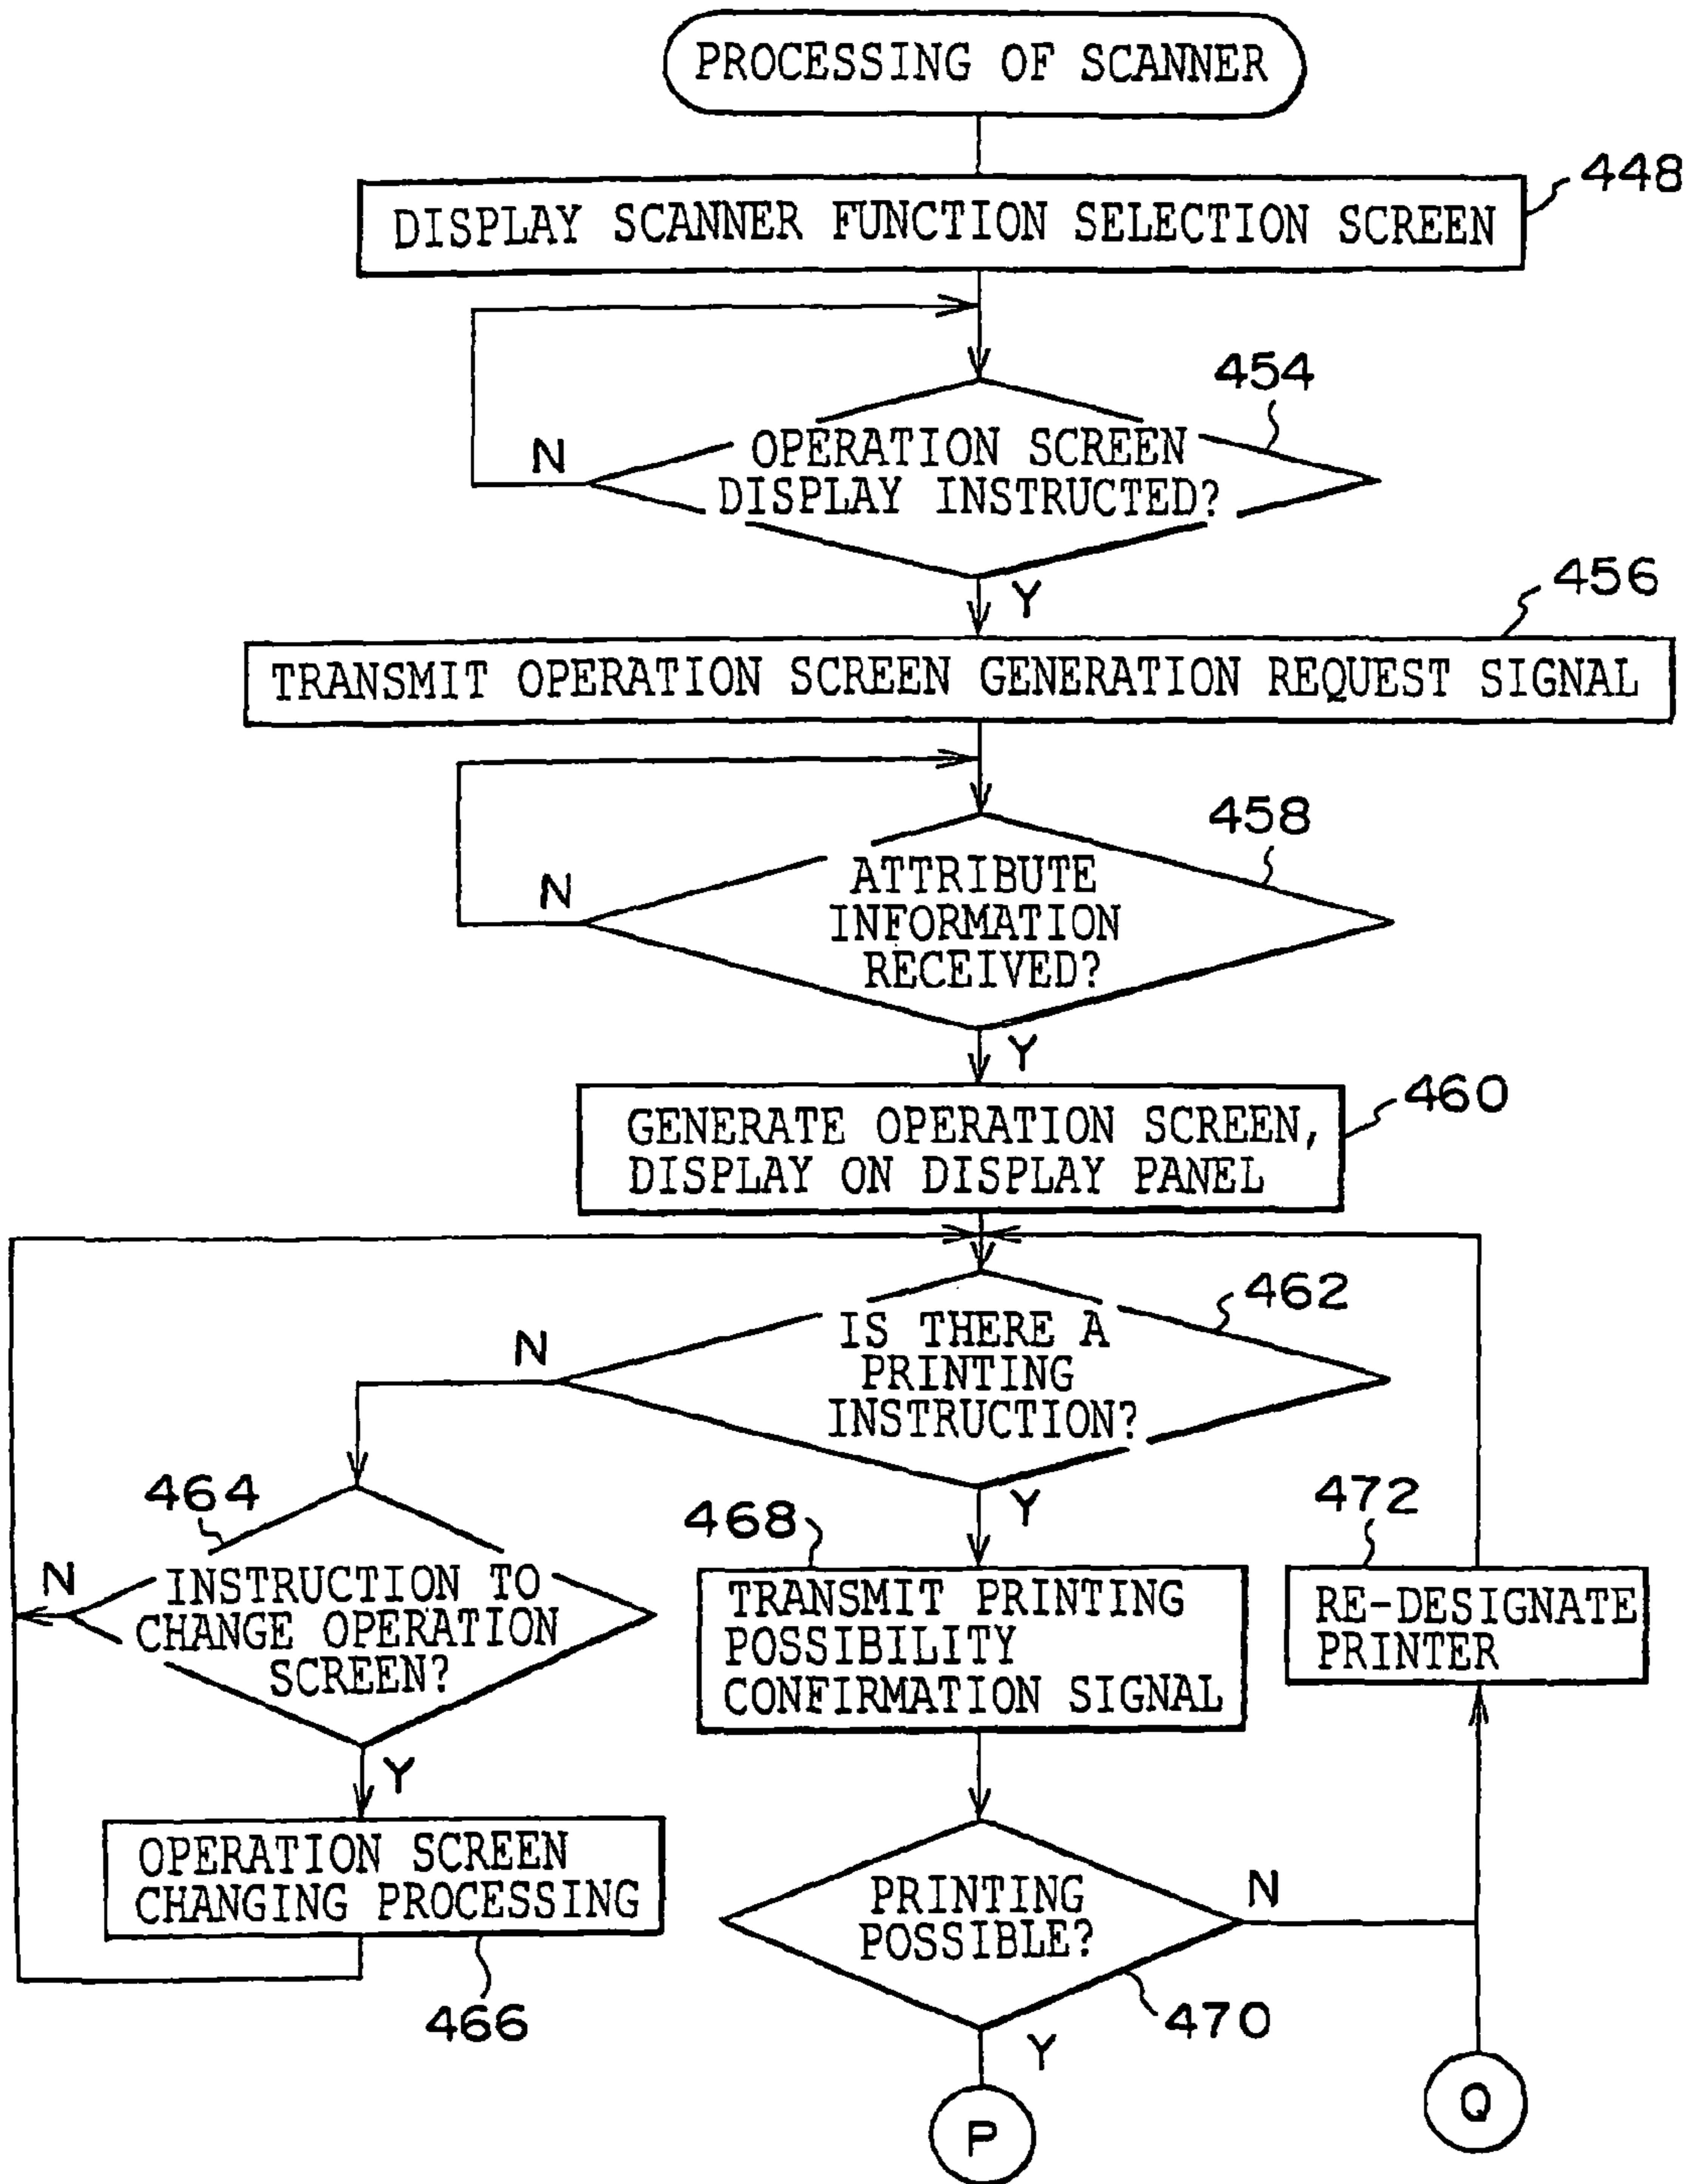 PROCESSING OF SCANNER
448
DISPLAY SCANNER FUNCTION SELECTION SCREEN
454
N
OPERATION SCREEN
DISPLAY INSTRUCTED?
Y
456
TRANSMIT OPERATION SCREEN GENERATION REQUEST SIGNAL
458
N
ATTRIBUTE
INFORMATION
RECEIVED?
Y
460
GENERATE OPERATION SCREEN,
DISPLAY ON DISPLAY PANEL
462
N
IS THERE A
PRINTING
INSTRUCTION?
Y
464
N
INSTRUCTION TO
CHANGE OPERATION
SCREEN?
Y
468
TRANSMIT PRINTING
POSSIBILITY
CONFIRMATION SIGNAL
472
RE-DESIGNATE
PRINTER
OPERATION SCREEN
CHANGING PROCESSING
466
PRINTING
POSSIBLE?
N
470
Y
P
Q